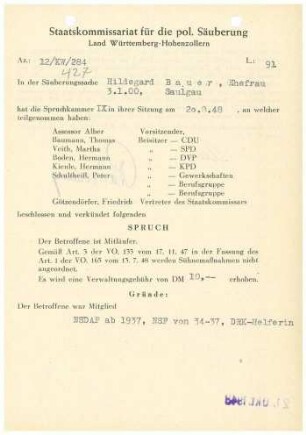 Staatskommissariat für die pol. Säuberung
Land Württemberg-Hohenzollern
Az.: 12/KW/284 L.: 91
427
In der Säuberungssache Hildegard Bauer, Ehefrau
3.1.00, Saulgau
hat die Spruchkammer IX in ihrer Sitzung am 20.9.48, an welcher
teilgenommen haben:
Assessor Alber Vorsitzender,
Baumann, Thomas Beisitzer — CDU
Veith, Martha „ — SPD
Boden, Hermann „ — DVP
Kienle, Hermann „ — KPD
Schultheiß, Peter „ — Gewerkschaften
„ — Berufsgruppe
„ — Berufsgruppe
Götzendörfer, Friedrich Vertreter des Staatskommissars
beschlossen und verkündet folgenden
SPRUCH
Der Betroffene ist Mitläufer.
Gemäß Art. 3 der VO. 133 vom 17. 11. 47 in der Fassung des
Art. 1 der VO. 165 vom 13. 7. 48 werden Sühnemaßnahmen nicht
angeordnet.
Es wird eine Verwaltungsgebühr von DM 10,-- erhoben.
Gründe:
Der Betroffene war Mitglied
NSDAP ab 1937, NSF von 34-37, DRK-Helferin